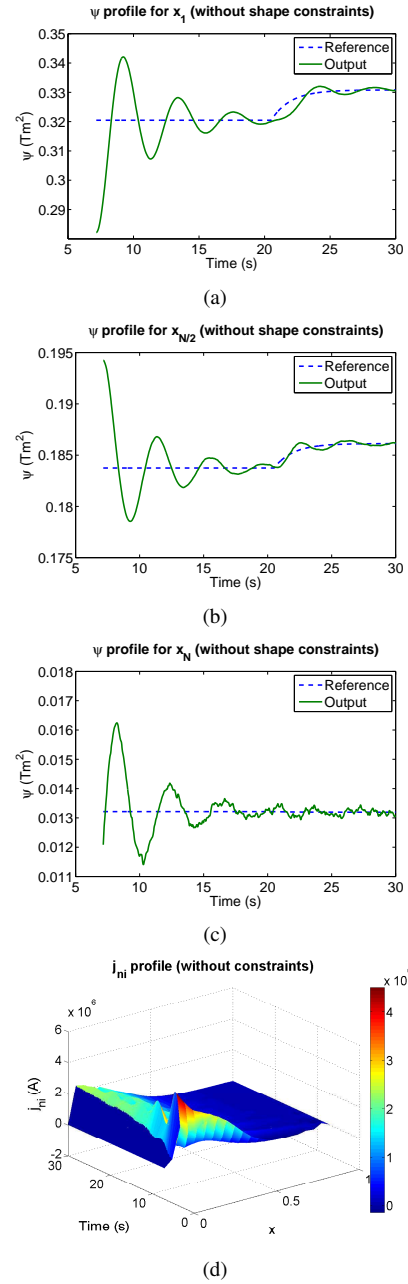 ψ profile for x1 (without shape constraints)
0.35
0.34
0.33
0.32
0.31
0.3
0.29
ψ (Tm2)
Reference
Output
5 10 15 20 25 30
Time (s)
(a)
ψ profile for xN/2 (without shape constraints)
0.195
0.19
0.185
0.18
0.175
ψ (Tm2)
Reference
Output
5 10 15 20 25 30
Time (s)
(b)
ψ profile for xN (without shape constraints)
0.018
0.017
0.016
0.015
0.014
0.013
0.012
0.011
ψ (Tm2)
Reference
Output
5 10 15 20 25 30
Time (s)
(c)
jni profile (without constraints)
x 10^6
6
4
2
0
-2
jni (A)
30
20
10
0
Time (s)
0
0.5
x
4
3
2
1
0
(d)